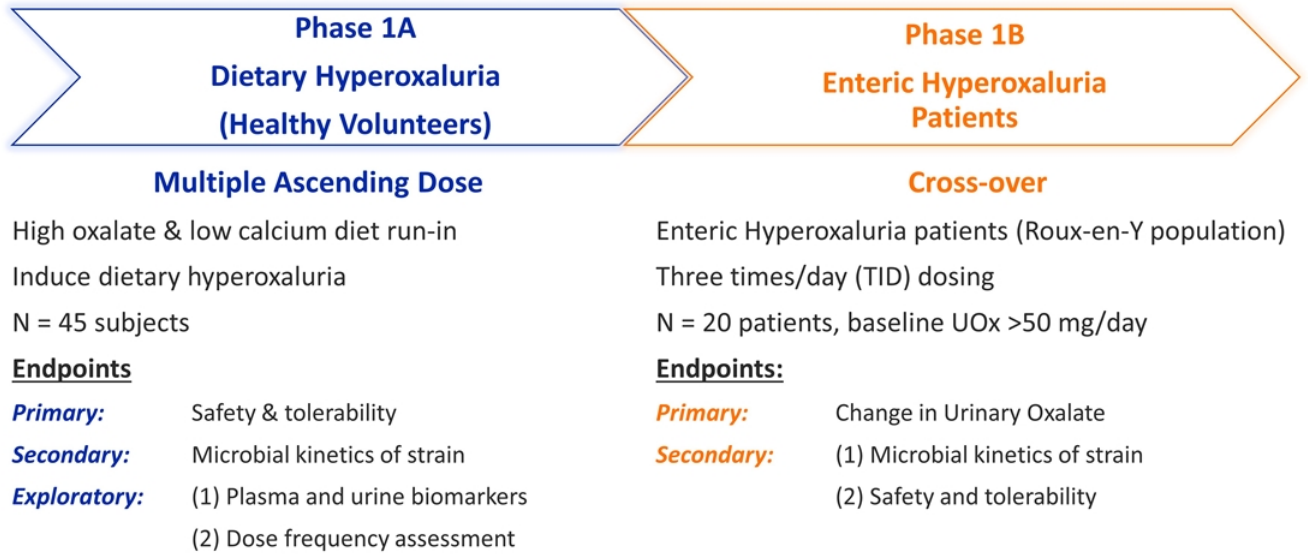 Phase 1A
Dietary Hyperoxaluria
(Healthy Volunteers)
Multiple Ascending Dose
High oxalate & low calcium diet run-in
Induce dietary hyperoxaluria
N = 45 subjects
Endpoints
Primary: Safety & tolerability
Secondary: Microbial kinetics of strain
Exploratory: (1) Plasma and urine biomarkers
(2) Dose frequency assessment
Phase 1B
Enteric Hyperoxaluria
Patients
Cross-over
Enteric Hyperoxaluria patients (Roux-en-Y population)
Three times/day (TID) dosing
N = 20 patients, baseline UOx >50 mg/day
Endpoints:
Primary: Change in Urinary Oxalate
Secondary: (1) Microbial kinetics of strain
(2) Safety and tolerability